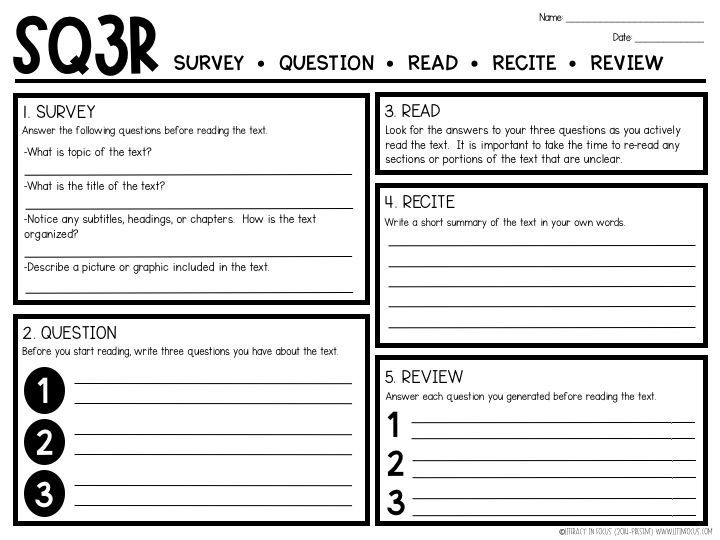 SQ3R
Name:
Date:
SURVEY • QUESTION • READ • RECITE • REVIEW
1. SURVEY
Answer the following questions before reading the text.
-What is topic of the text?
-What is the title of the text?
-Notice any subtitles, headings, or chapters. How is the text
organized?
-Describe a picture or graphic included in the text.
2. QUESTION
Before you start reading, write three questions you have about the text.
1
2
3
3. READ
Look for the answers to your three questions as you actively
read the text. It is important to take the time to re-read any
sections or portions of the text that are unclear.
4. RECITE
Write a short summary of the text in your own words.
5. REVIEW
Answer each question you generated before reading the text.
1
2
3
©LITERACY IN FOCUS (2014-PRESENT) WWW.LITINFOCUS.COM